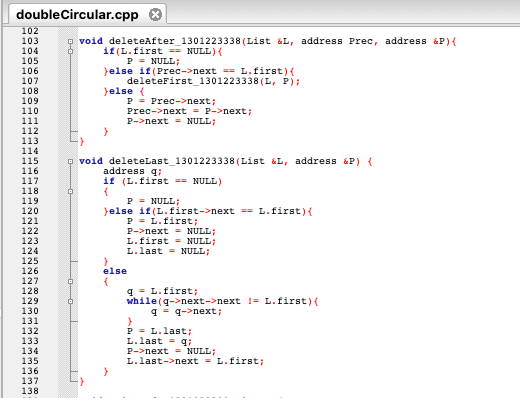 doubleCircular.cpp
102
103 void deleteAfter_1301223338(List &L, address Prec, address &P){
104 if(L.first == NULL){
105 P = NULL;
106 }else if(Prec->next == L.first){
107 deleteFirst_1301223338(L, P);
108 }else {
109 P = Prec->next;
110 Prec->next = P->next;
111 P->next = NULL;
112 }
113 }
114
115 void deleteLast_1301223338(List &L, address &P) {
116 address q;
117 if (L.first == NULL)
118 {
119 P = NULL;
120 }else if(L.first->next == L.first){
121 P = L.first;
122 P->next = NULL;
123 L.first = NULL;
124 L.last = NULL;
125 }
126 else
127 {
128 q = L.first;
129 while(q->next->next != L.first){
130 q = q->next;
131 }
132 P = L.last;
133 L.last = q;
134 P->next = NULL;
135 L.last->next = L.first;
136 }
137 }
138